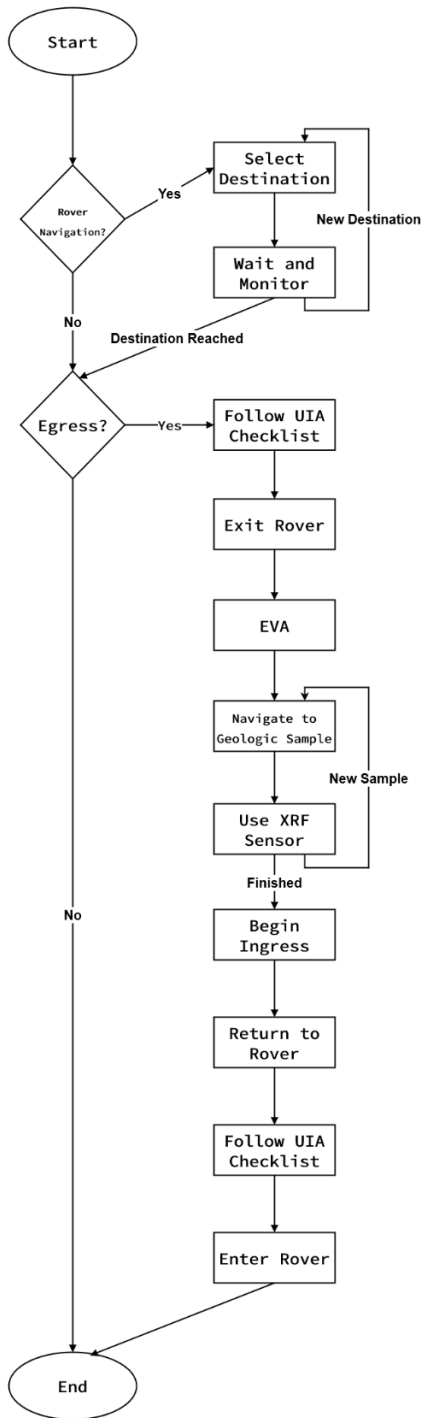 Start
Rover
Navigation?
Yes
Select
Destination
New Destination
Wait and
Monitor
No
Destination Reached
Egress?
Yes
Follow UIA
Checklist
Exit Rover
EVA
Navigate to
Geologic Sample
New Sample
Use XRF
Sensor
Finished
No
Begin
Ingress
Return to
Rover
Follow UIA
Checklist
Enter Rover
End